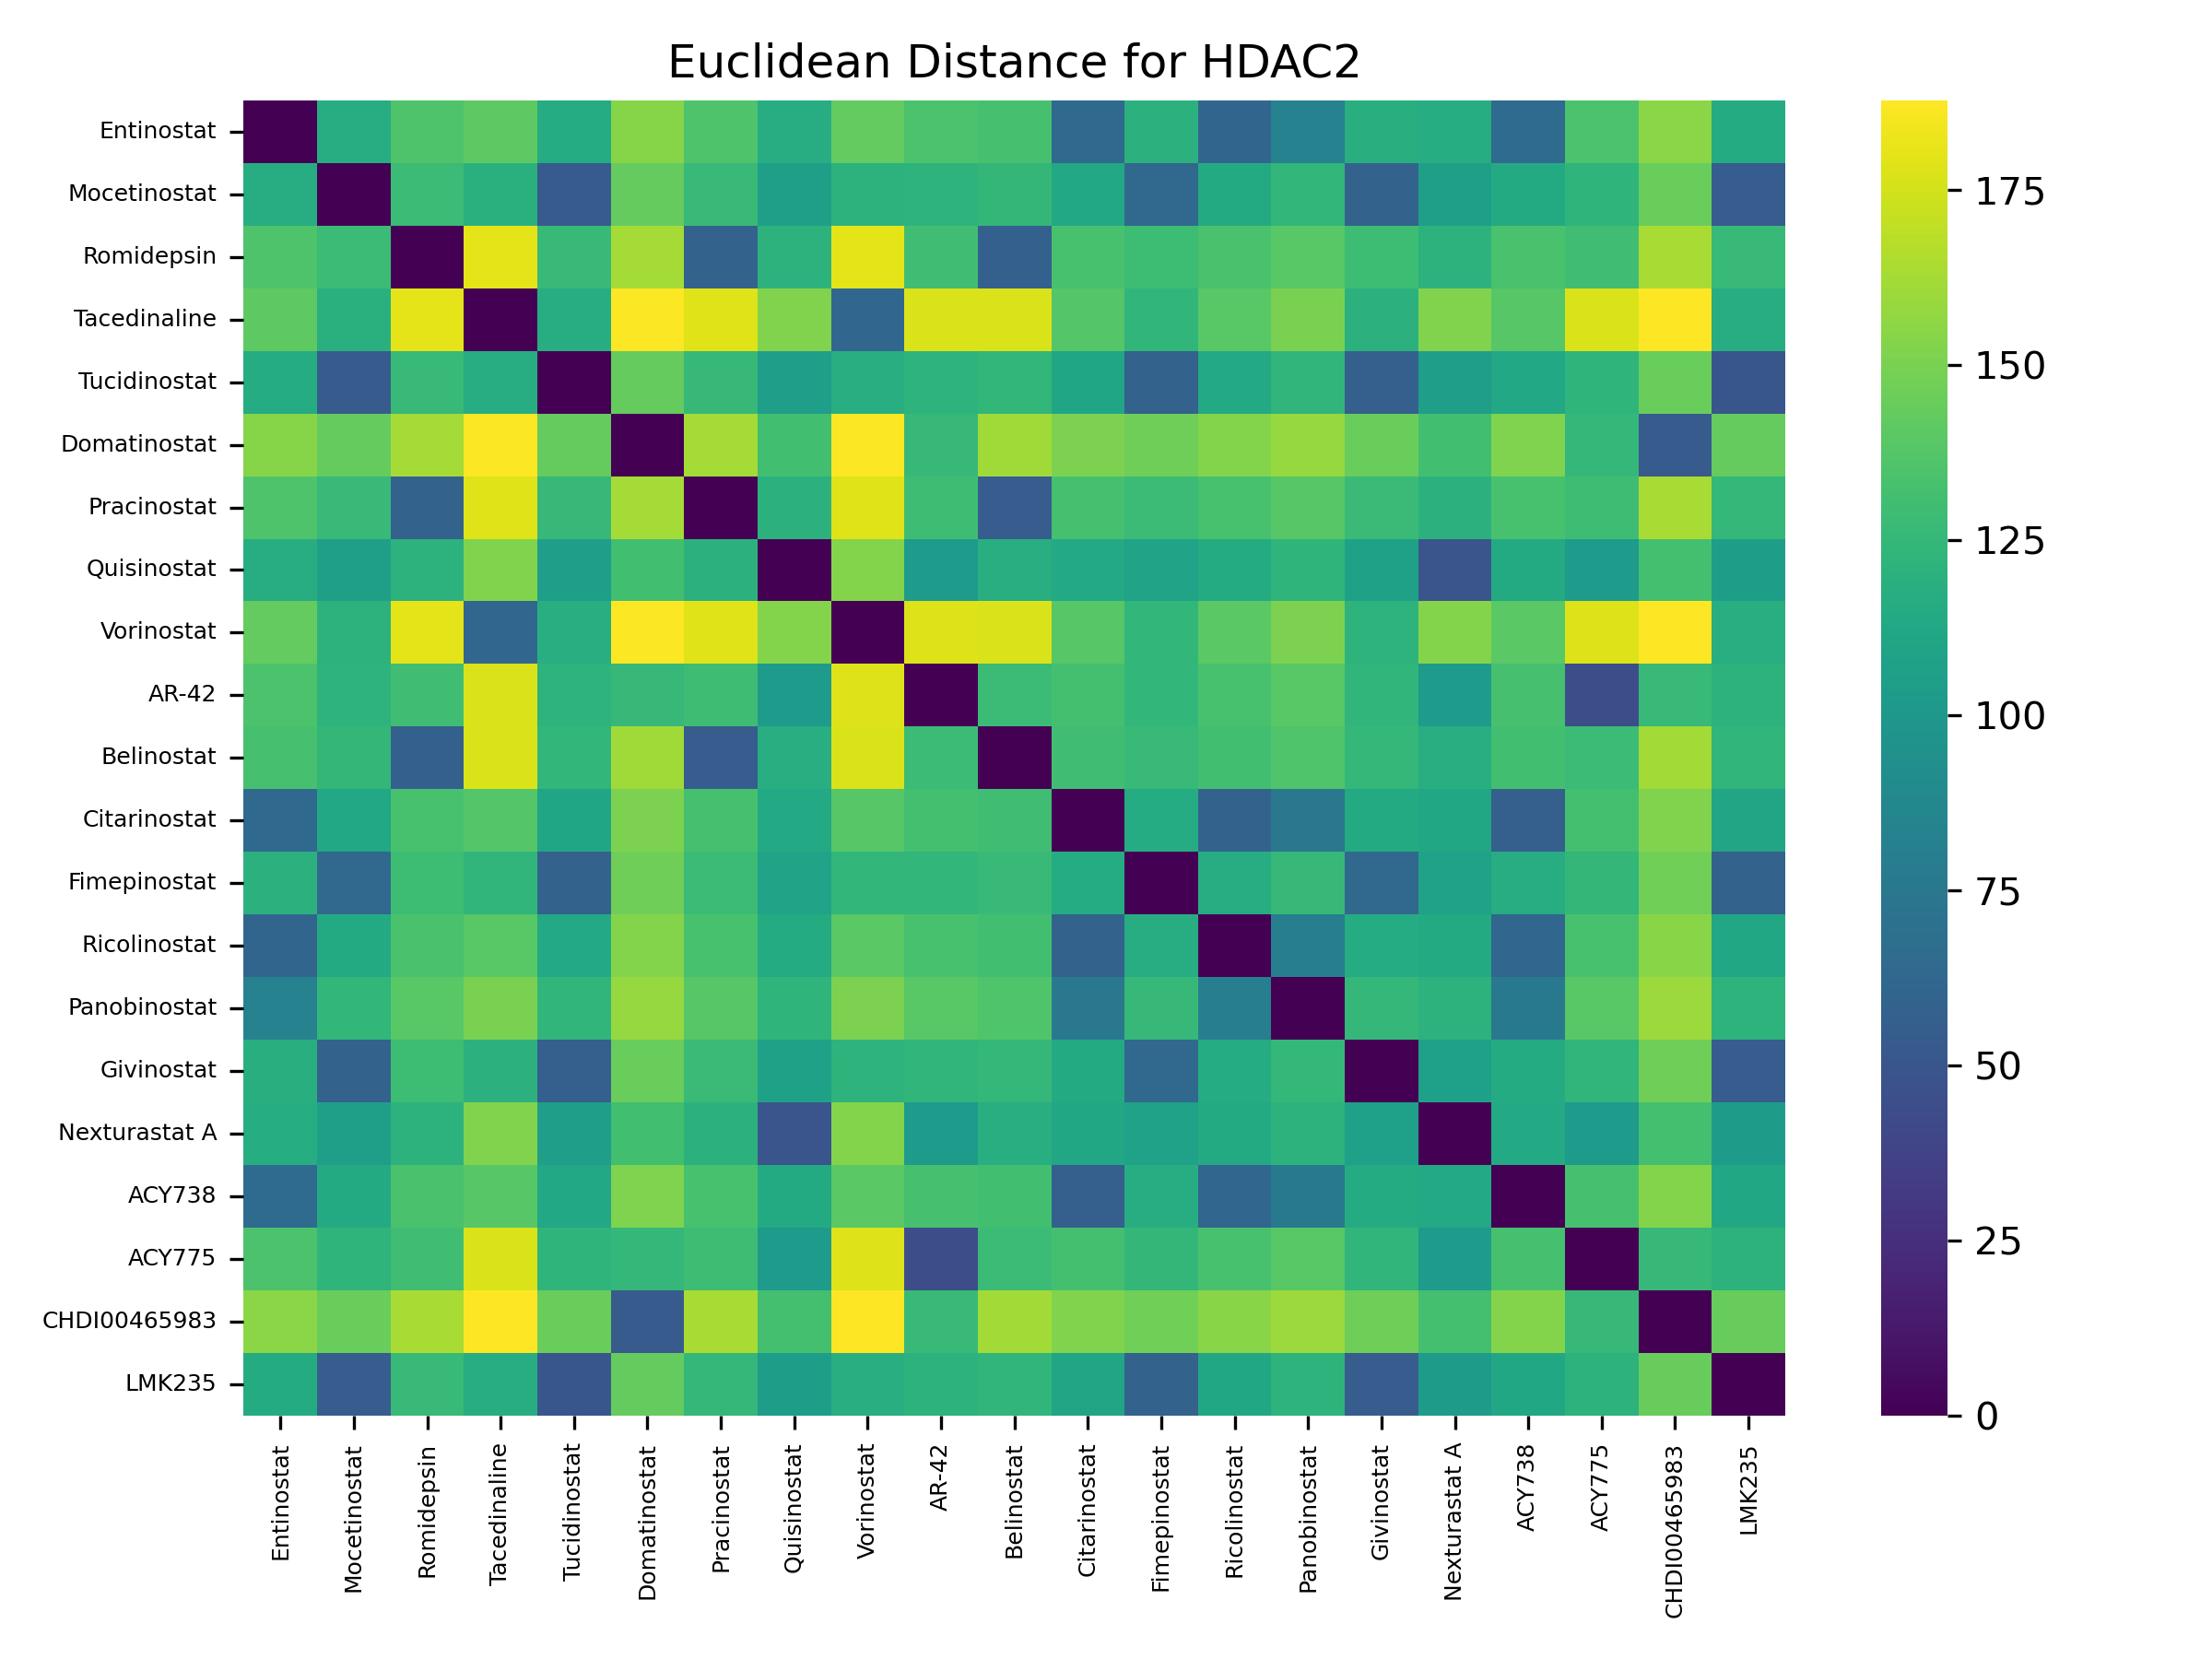 Euclidean Distance for HDAC2
Entinostat
Mocetinostat
Romidepsin
Tacedinaline
Tucidinostat
Domatinostat
Pracinostat
Quisinostat
Vorinostat
AR-42
Belinostat
Citarinostat
Fimepinostat
Ricolinostat
Panobinostat
Givinostat
Nexturastat A
ACY738
ACY775
CHDI00465983
LMK235
Entinostat
Mocetinostat
Romidepsin
Tacedinaline
Tucidinostat
Domatinostat
Pracinostat
Quisinostat
Vorinostat
AR-42
Belinostat
Citarinostat
Fimepinostat
Ricolinostat
Panobinostat
Givinostat
Nexturastat A
ACY738
ACY775
CHDI00465983
LMK235
175
150
125
100
75
50
25
0